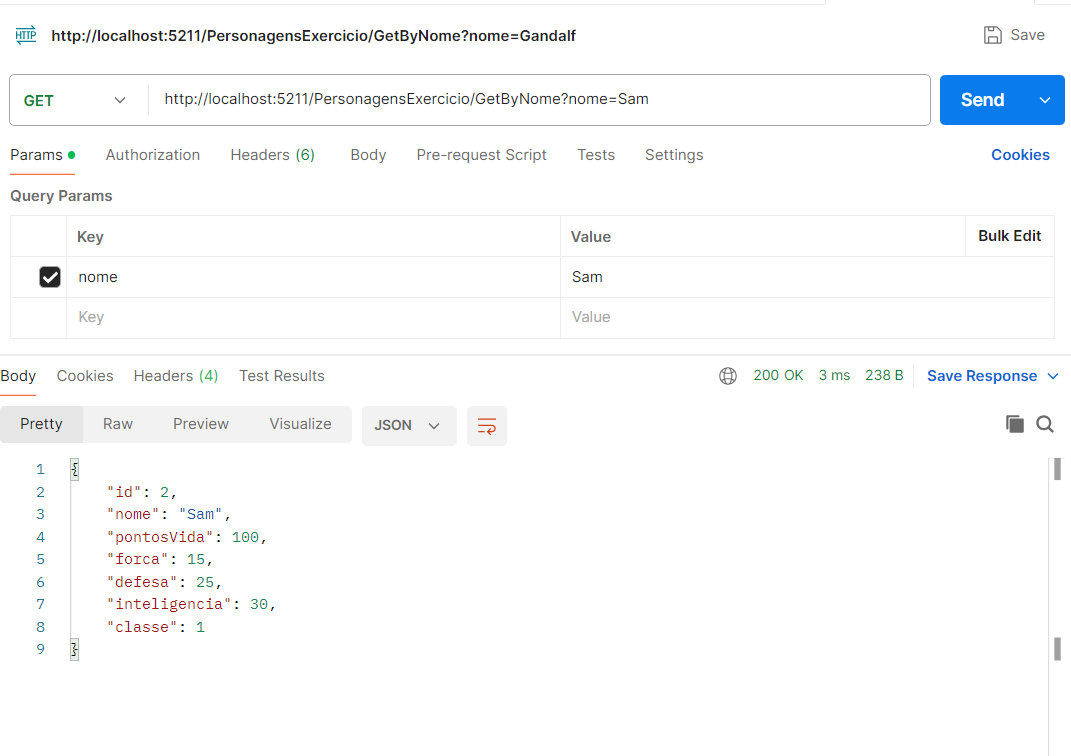 HTTP http://localhost:5211/PersonagensExercicio/GetByNome?nome=Gandalf Save
GET http://localhost:5211/PersonagensExercicio/GetByNome?nome=Sam Send
Params Authorization Headers (6) Body Pre-request Script Tests Settings Cookies
Query Params
Key Value Bulk Edit
nome Sam
Key Value
Body Cookies Headers (4) Test Results 200 OK 3 ms 238 B Save Response
Pretty Raw Preview Visualize JSON
1 {
2 "id": 2,
3 "nome": "Sam",
4 "pontosVida": 100,
5 "forca": 15,
6 "defesa": 25,
7 "inteligencia": 30,
8 "classe": 1
9 }